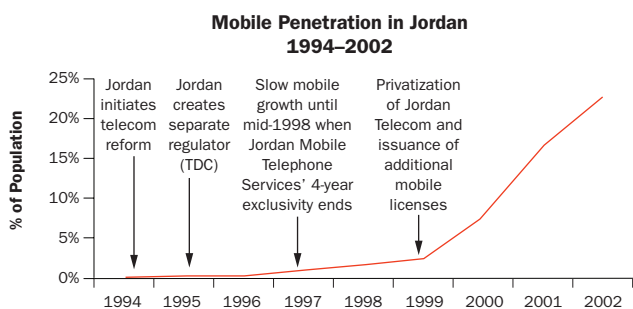 Mobile Penetration in Jordan
1994–2002
% of Population
25%
20%
15%
10%
5%
0%
Jordan
initiates
telecom
reform
Jordan
creates
separate
regulator
(TDC)
Slow mobile
growth until
mid-1998 when
Jordan Mobile
Telephone
Services’ 4-year
exclusivity ends
Privatization
of Jordan
Telecom and
issuance of
additional
mobile
licenses
1994 1995 1996 1997 1998 1999 2000 2001 2002